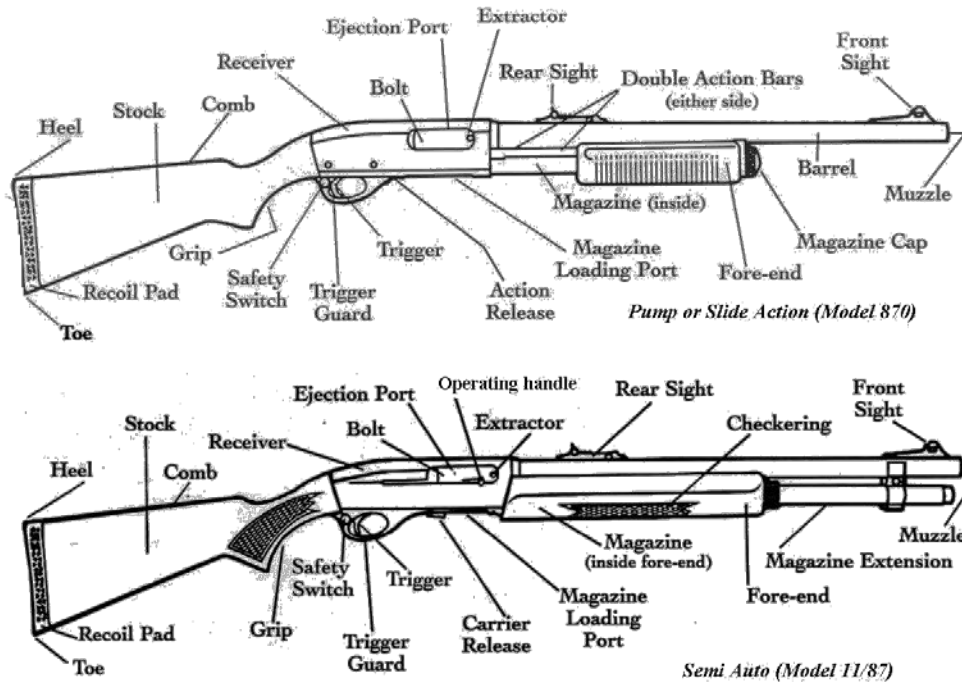 Ejection Port
Extractor
Front
Sight
Receiver
Rear Sight
Double Action Bars
(either side)
Bolt
Comb
Stock
Heel
Barrel
Muzzle
Magazine (inside)
Magazine Cap
Grip
Trigger
Magazine
Loading Port
Fore-end
Safety
Switch
Recoil Pad
Trigger
Guard
Action
Release
Pump or Slide Action (Model 870)
Toe
Operating handle
Ejection Port
Rear Sight
Front
Sight
Stock
Bolt
Extractor
Checkering
Receiver
Heel
Comb
Muzzle
Magazine
(inside fore-end)
Magazine Extension
Safety
Switch
Trigger
Magazine
Loading
Port
Fore-end
Recoil Pad
Grip
Carrier
Release
Trigger
Guard
Toe
Semi Auto (Model 11/87)